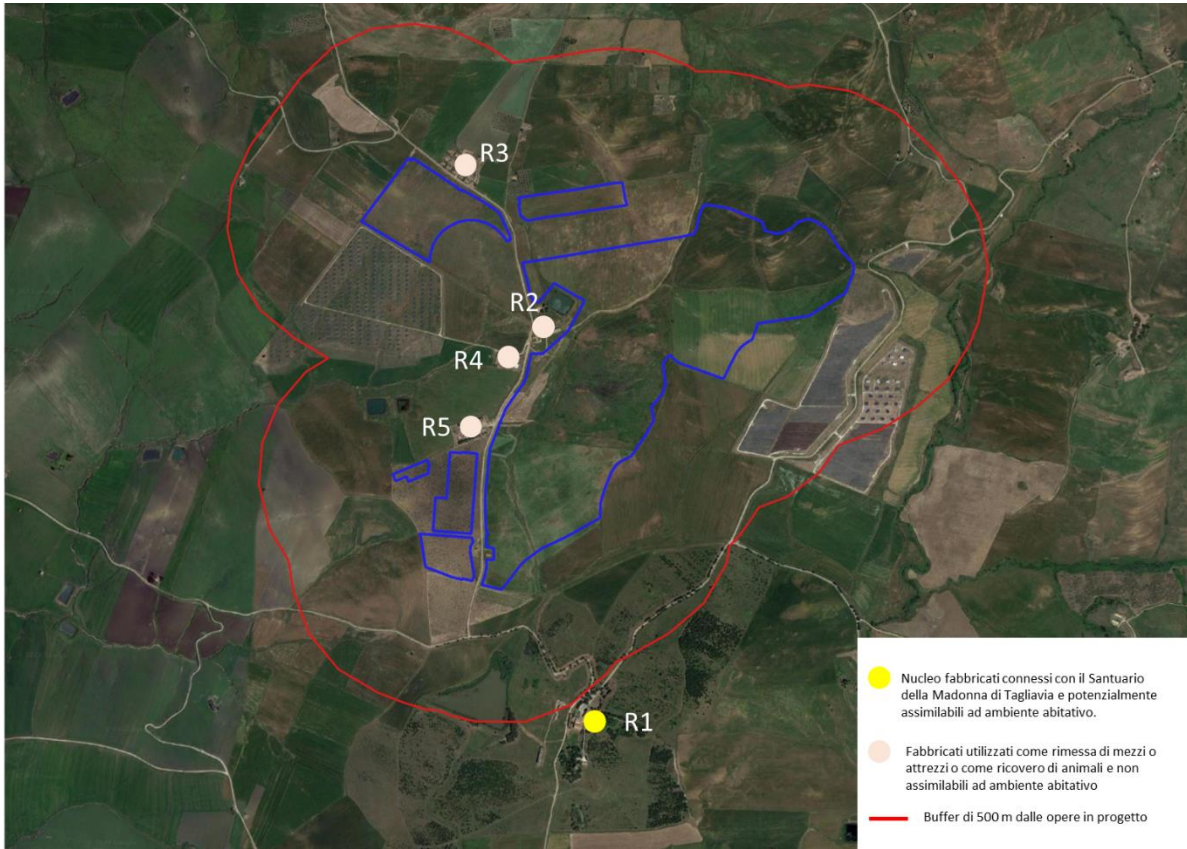 R3
R2
R4
R5
R1
Nucleo fabbricati connessi con il Santuario
della Madonna di Tagliavia e potenzialmente
assimilabili ad ambiente abitativo.
Fabbricati utilizzati come rimessa di mezzi o
attrezzi o come ricovero di animali e non
assimilabili ad ambiente abitativo
Buffer di 500 m dalle opere in progetto